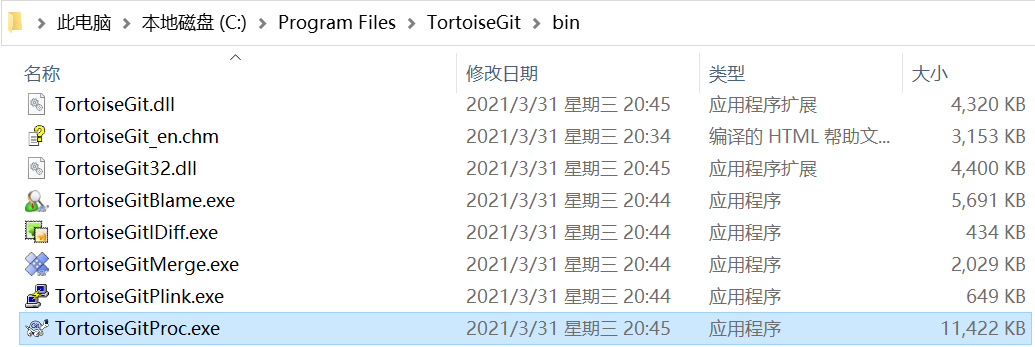 此电脑 > 本地磁盘 (C:) > Program Files > TortoiseGit > bin
名称 修改日期 类型 大小
TortoiseGit.dll 2021/3/31 星期三 20:45 应用程序扩展 4,320 KB
TortoiseGit_en.chm 2021/3/31 星期三 20:34 编译的 HTML 帮助文... 3,153 KB
TortoiseGit32.dll 2021/3/31 星期三 20:45 应用程序扩展 4,400 KB
TortoiseGitBlame.exe 2021/3/31 星期三 20:44 应用程序 5,691 KB
TortoiseGitIDiff.exe 2021/3/31 星期三 20:44 应用程序 434 KB
TortoiseGitMerge.exe 2021/3/31 星期三 20:44 应用程序 2,029 KB
TortoiseGitPlink.exe 2021/3/31 星期三 20:44 应用程序 649 KB
TortoiseGitProc.exe 2021/3/31 星期三 20:45 应用程序 11,422 KB